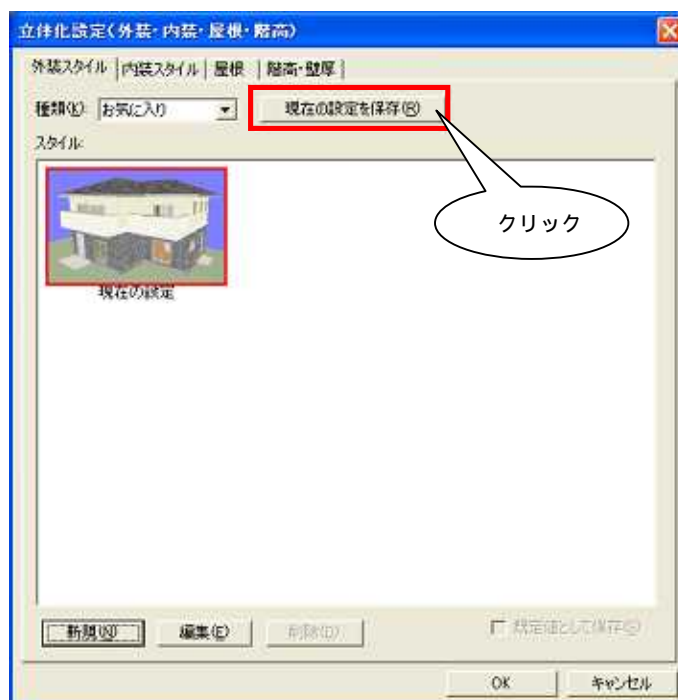 立体化設定(外装・内装・屋根・階高)
外装スタイル 内装スタイル 屋根 階高・壁厚
種類(K): お気に入り 現在の設定を保存(R)
スタイル:
クリック
現在の設定
新規(N) 編集(E) 削除(D) 既定値として保存(S)
OK キャンセル